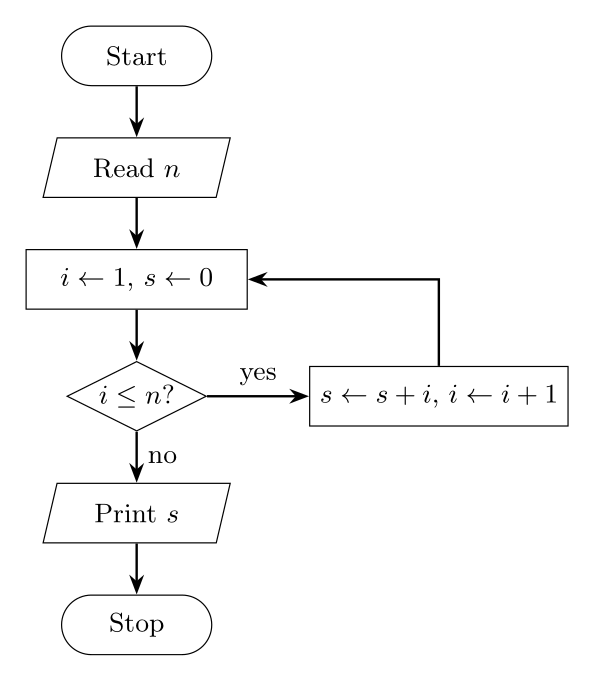 Start
Read n
i ← 1, s ← 0
i ≤ n?
yes
s ← s + i, i ← i + 1
no
Print s
Stop